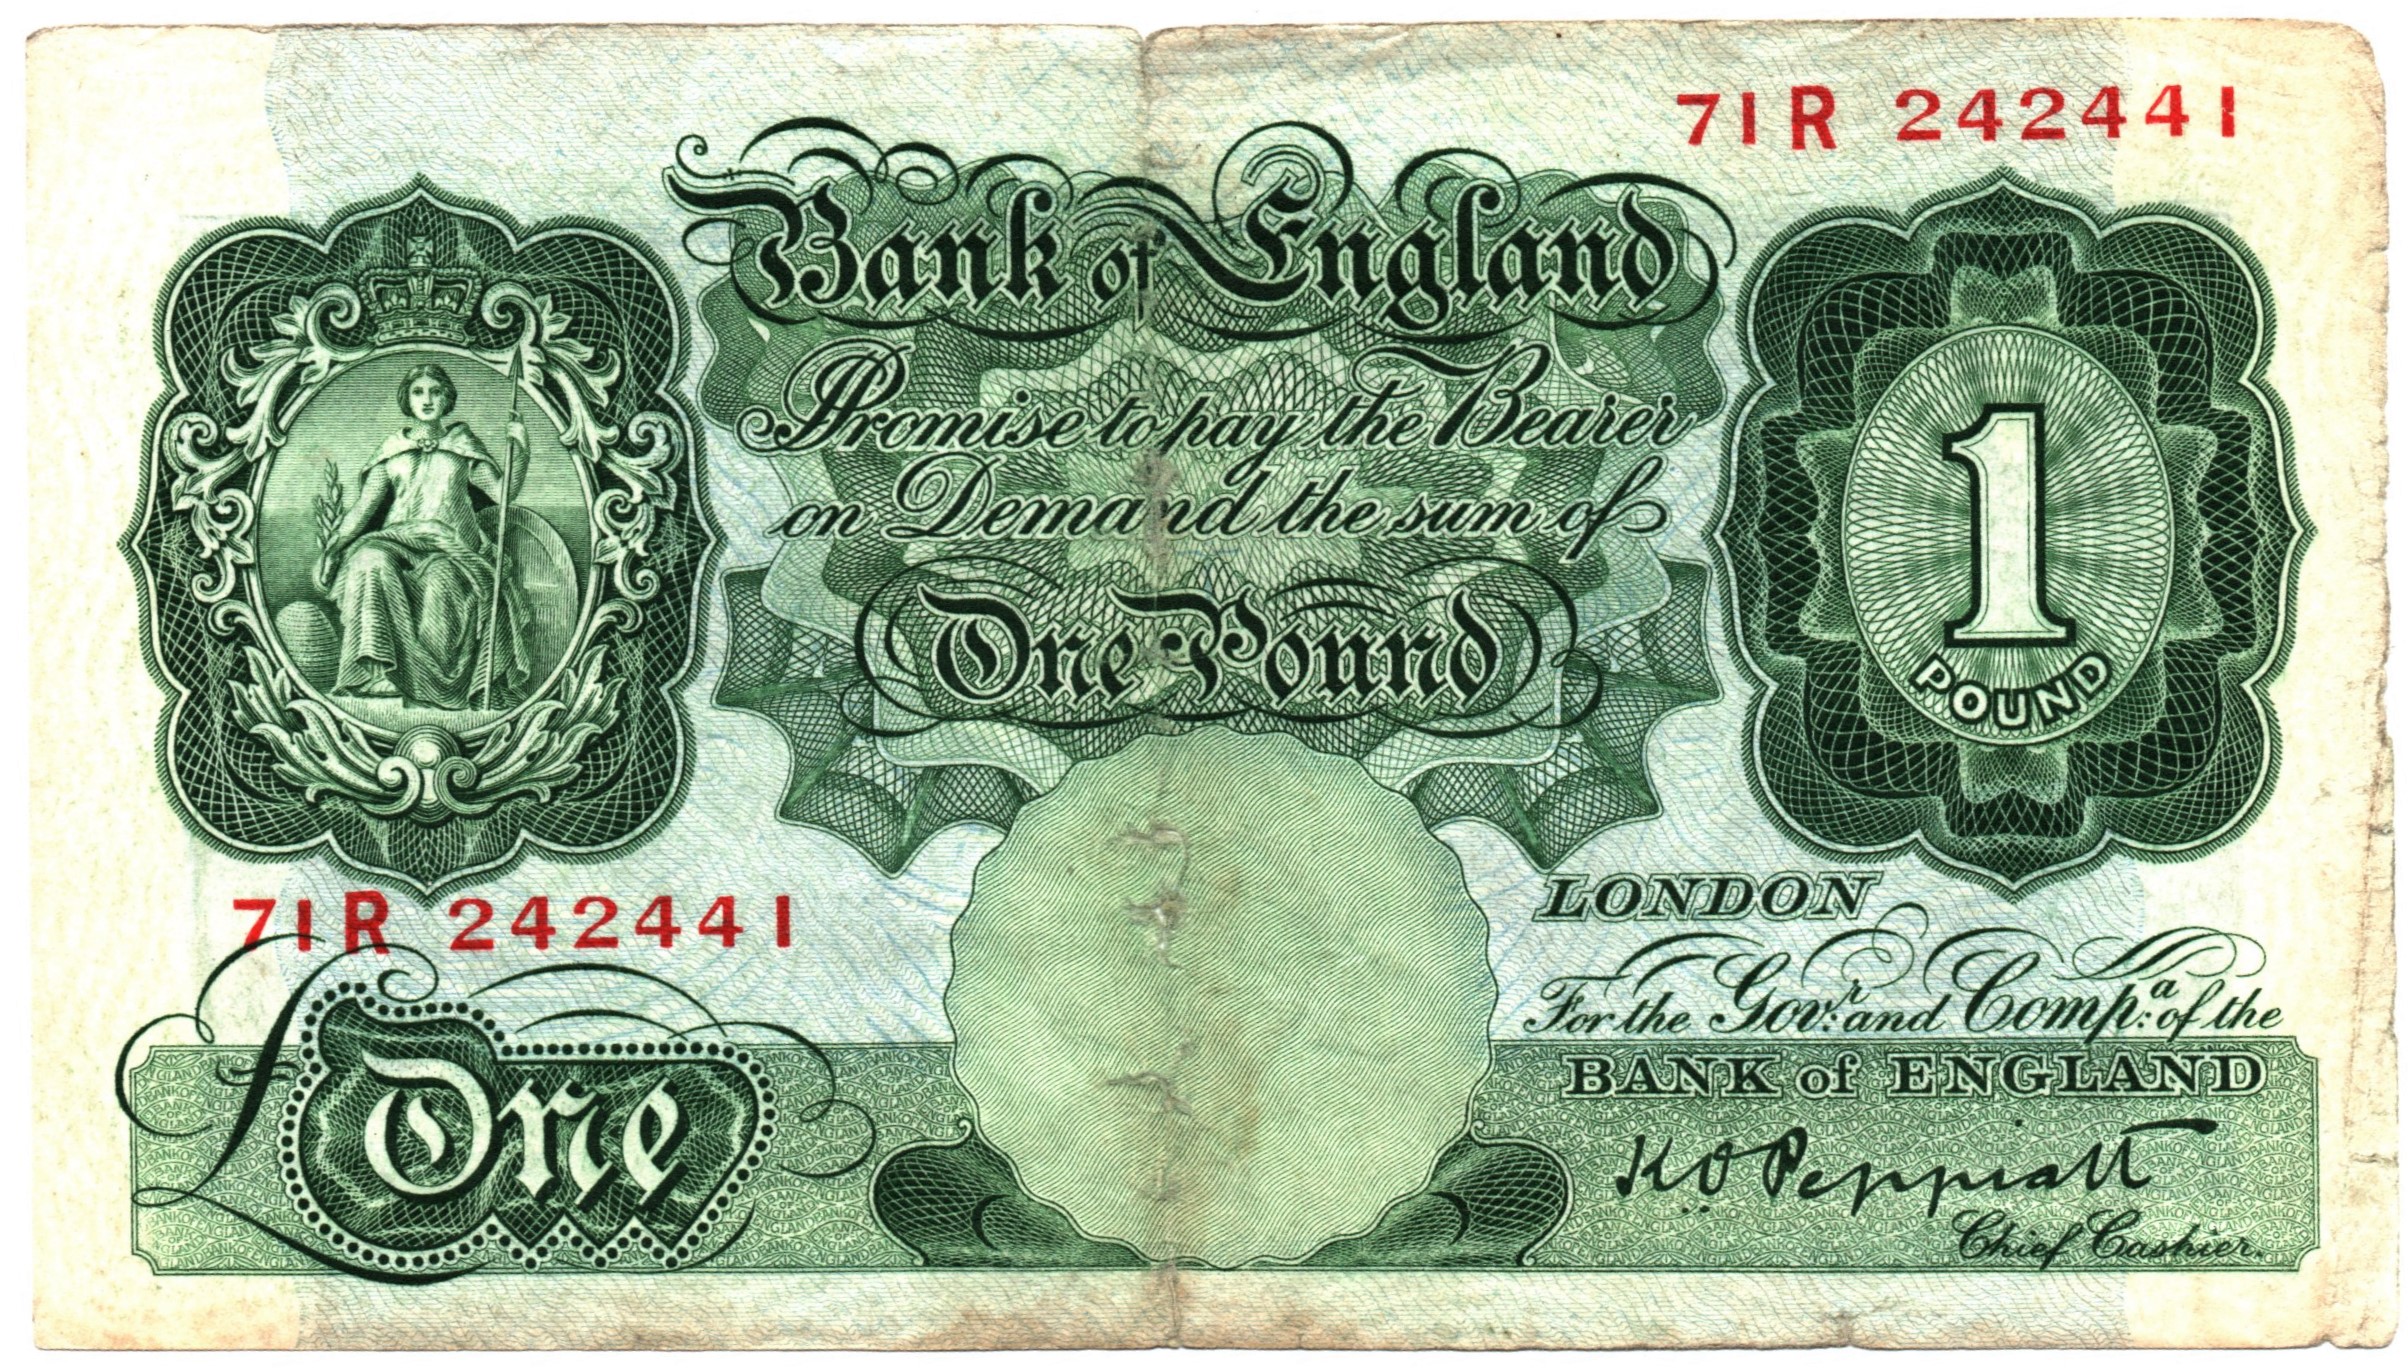 71R 242441
Bank of England
Promise to pay the Bearer
on Demand the sum of
One Pound
1
POUND
71R 242441
LONDON
For the Govr: and Compa: of the
BANK of ENGLAND
£One
K O Peppiatt
Chief Cashier.